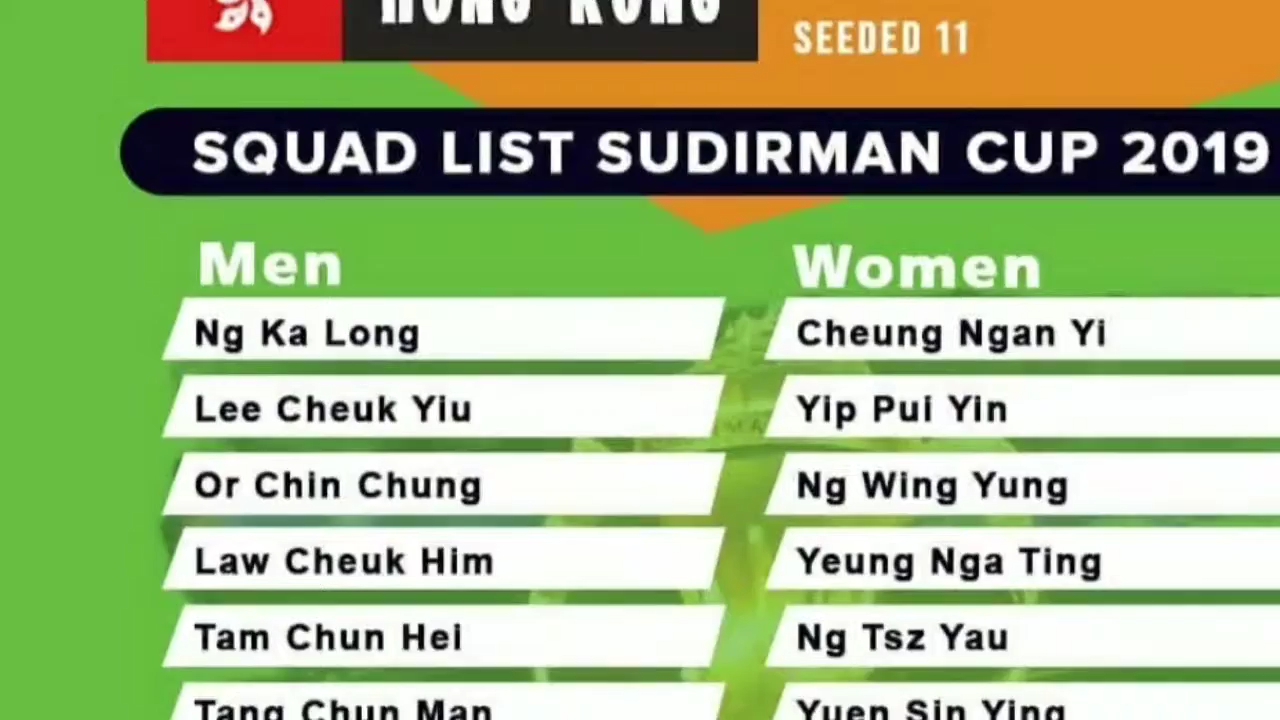 HONG KONG
SEEDED 11
SQUAD LIST SUDIRMAN CUP 2019
Men
Women
Ng Ka Long
Cheung Ngan Yi
Lee Cheuk Yiu
Yip Pui Yin
Or Chin Chung
Ng Wing Yung
Law Cheuk Him
Yeung Nga Ting
Tam Chun Hei
Ng Tsz Yau
Tang Chun Man
Yuen Sin Ying